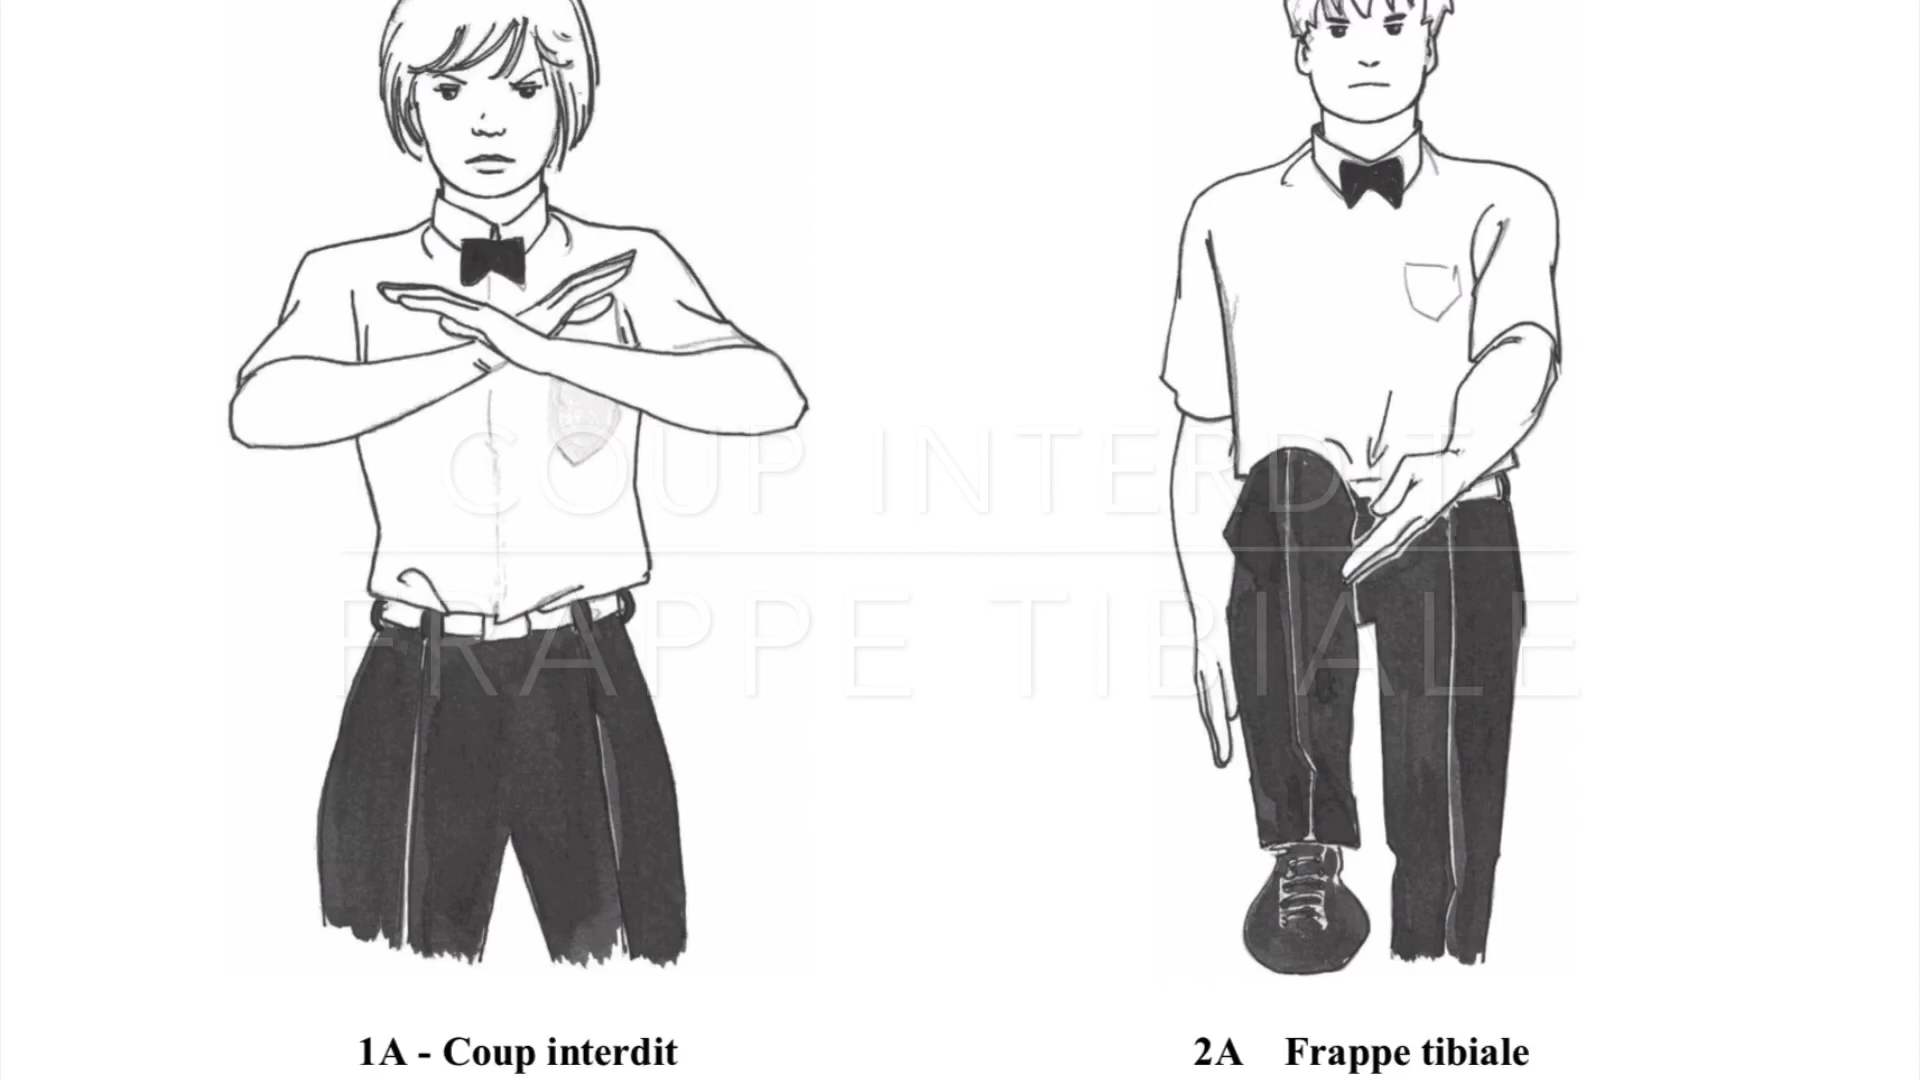 COUP INTERDIT
FRAPPE TIBIALE
1A - Coup interdit
2A Frappe tibiale